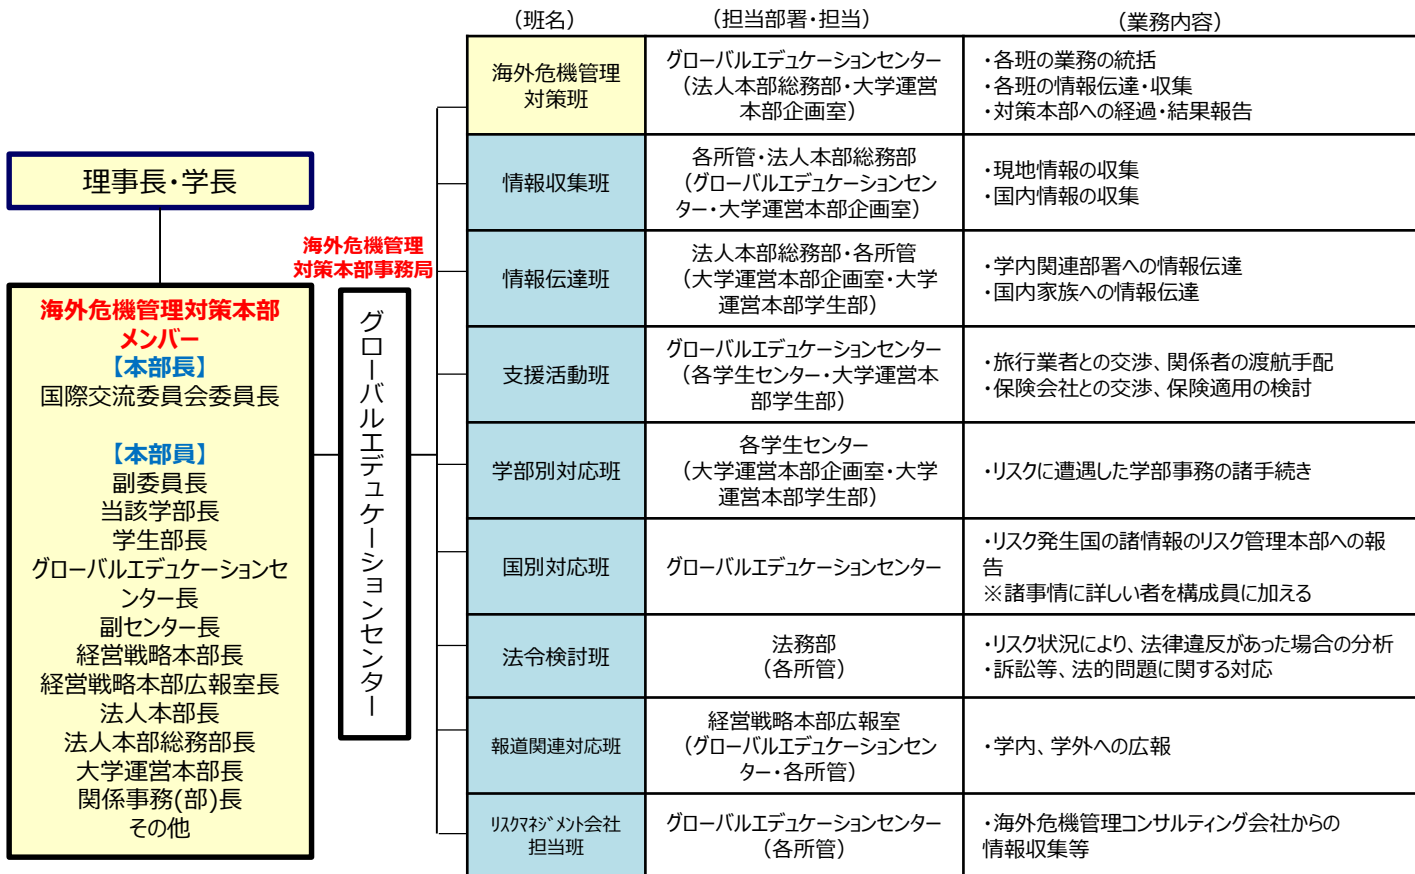 理事長・学長
海外危機管理対策本部
メンバー
【本部長】
国際交流委員会委員長
【本部員】
副委員長
当該学部長
学生部長
グローバルエデュケーションセ
ンター長
副センター長
経営戦略本部長
経営戦略本部広報室長
法人本部長
法人本部総務部長
大学運営本部長
関係事務(部)長
その他
海外危機管理
対策本部事務局
グローバルエデュケーションセンター
（班名）
（担当部署・担当）
（業務内容）
海外危機管理
対策班
グローバルエデュケーションセンター
（法人本部総務部・大学運営
本部企画室）
・各班の業務の統括
・各班の情報伝達・収集
・対策本部への経過・結果報告
情報収集班
各所管・法人本部総務部
（グローバルエデュケーションセン
ター・大学運営本部企画室）
・現地情報の収集
・国内情報の収集
情報伝達班
法人本部総務部・各所管
（大学運営本部企画室・大学
運営本部学生部）
・学内関連部署への情報伝達
・国内家族への情報伝達
支援活動班
グローバルエデュケーションセンター
（各学生センター・大学運営本
部学生部）
・旅行業者との交渉、関係者の渡航手配
・保険会社との交渉、保険適用の検討
学部別対応班
各学生センター
（大学運営本部企画室・大学
運営本部学生部）
・リスクに遭遇した学部事務の諸手続き
国別対応班
グローバルエデュケーションセンター
・リスク発生国の諸情報のリスク管理本部への報
告
※諸事情に詳しい者を構成員に加える
法令検討班
法務部
（各所管）
・リスク状況により、法律違反があった場合の分析
・訴訟等、法的問題に関する対応
報道関連対応班
経営戦略本部広報室
（グローバルエデュケーションセン
ター・各所管）
・学内、学外への広報
ﾘｽｸﾏﾈｼﾞﾒﾝﾄ会社
担当班
グローバルエデュケーションセンター
（各所管）
・海外危機管理コンサルティング会社からの
情報収集等